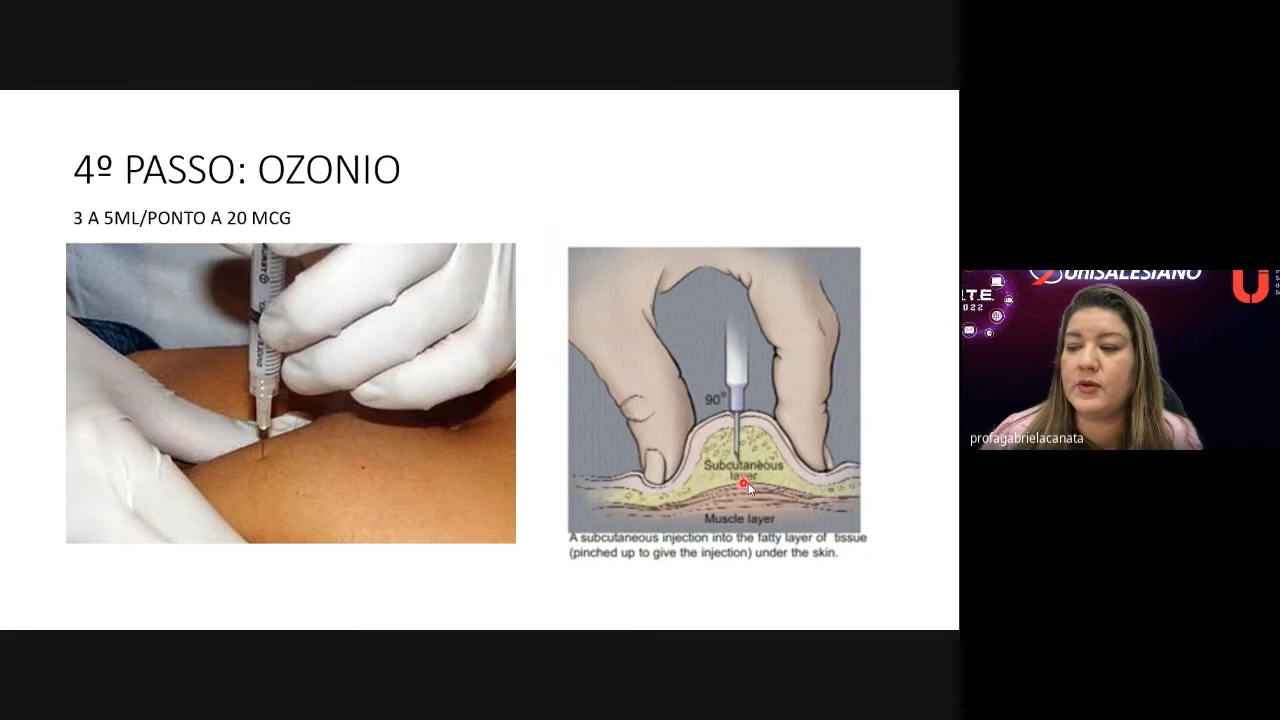 4º PASSO: OZONIO
3 A 5ML/PONTO A 20 MCG
90°
Subcutaneous
layer
Muscle layer
A subcutaneous injection into the fatty layer of tissue
(pinched up to give the injection) under the skin.
UNISALESIANO
.T.E.
022
profagabrielacanata